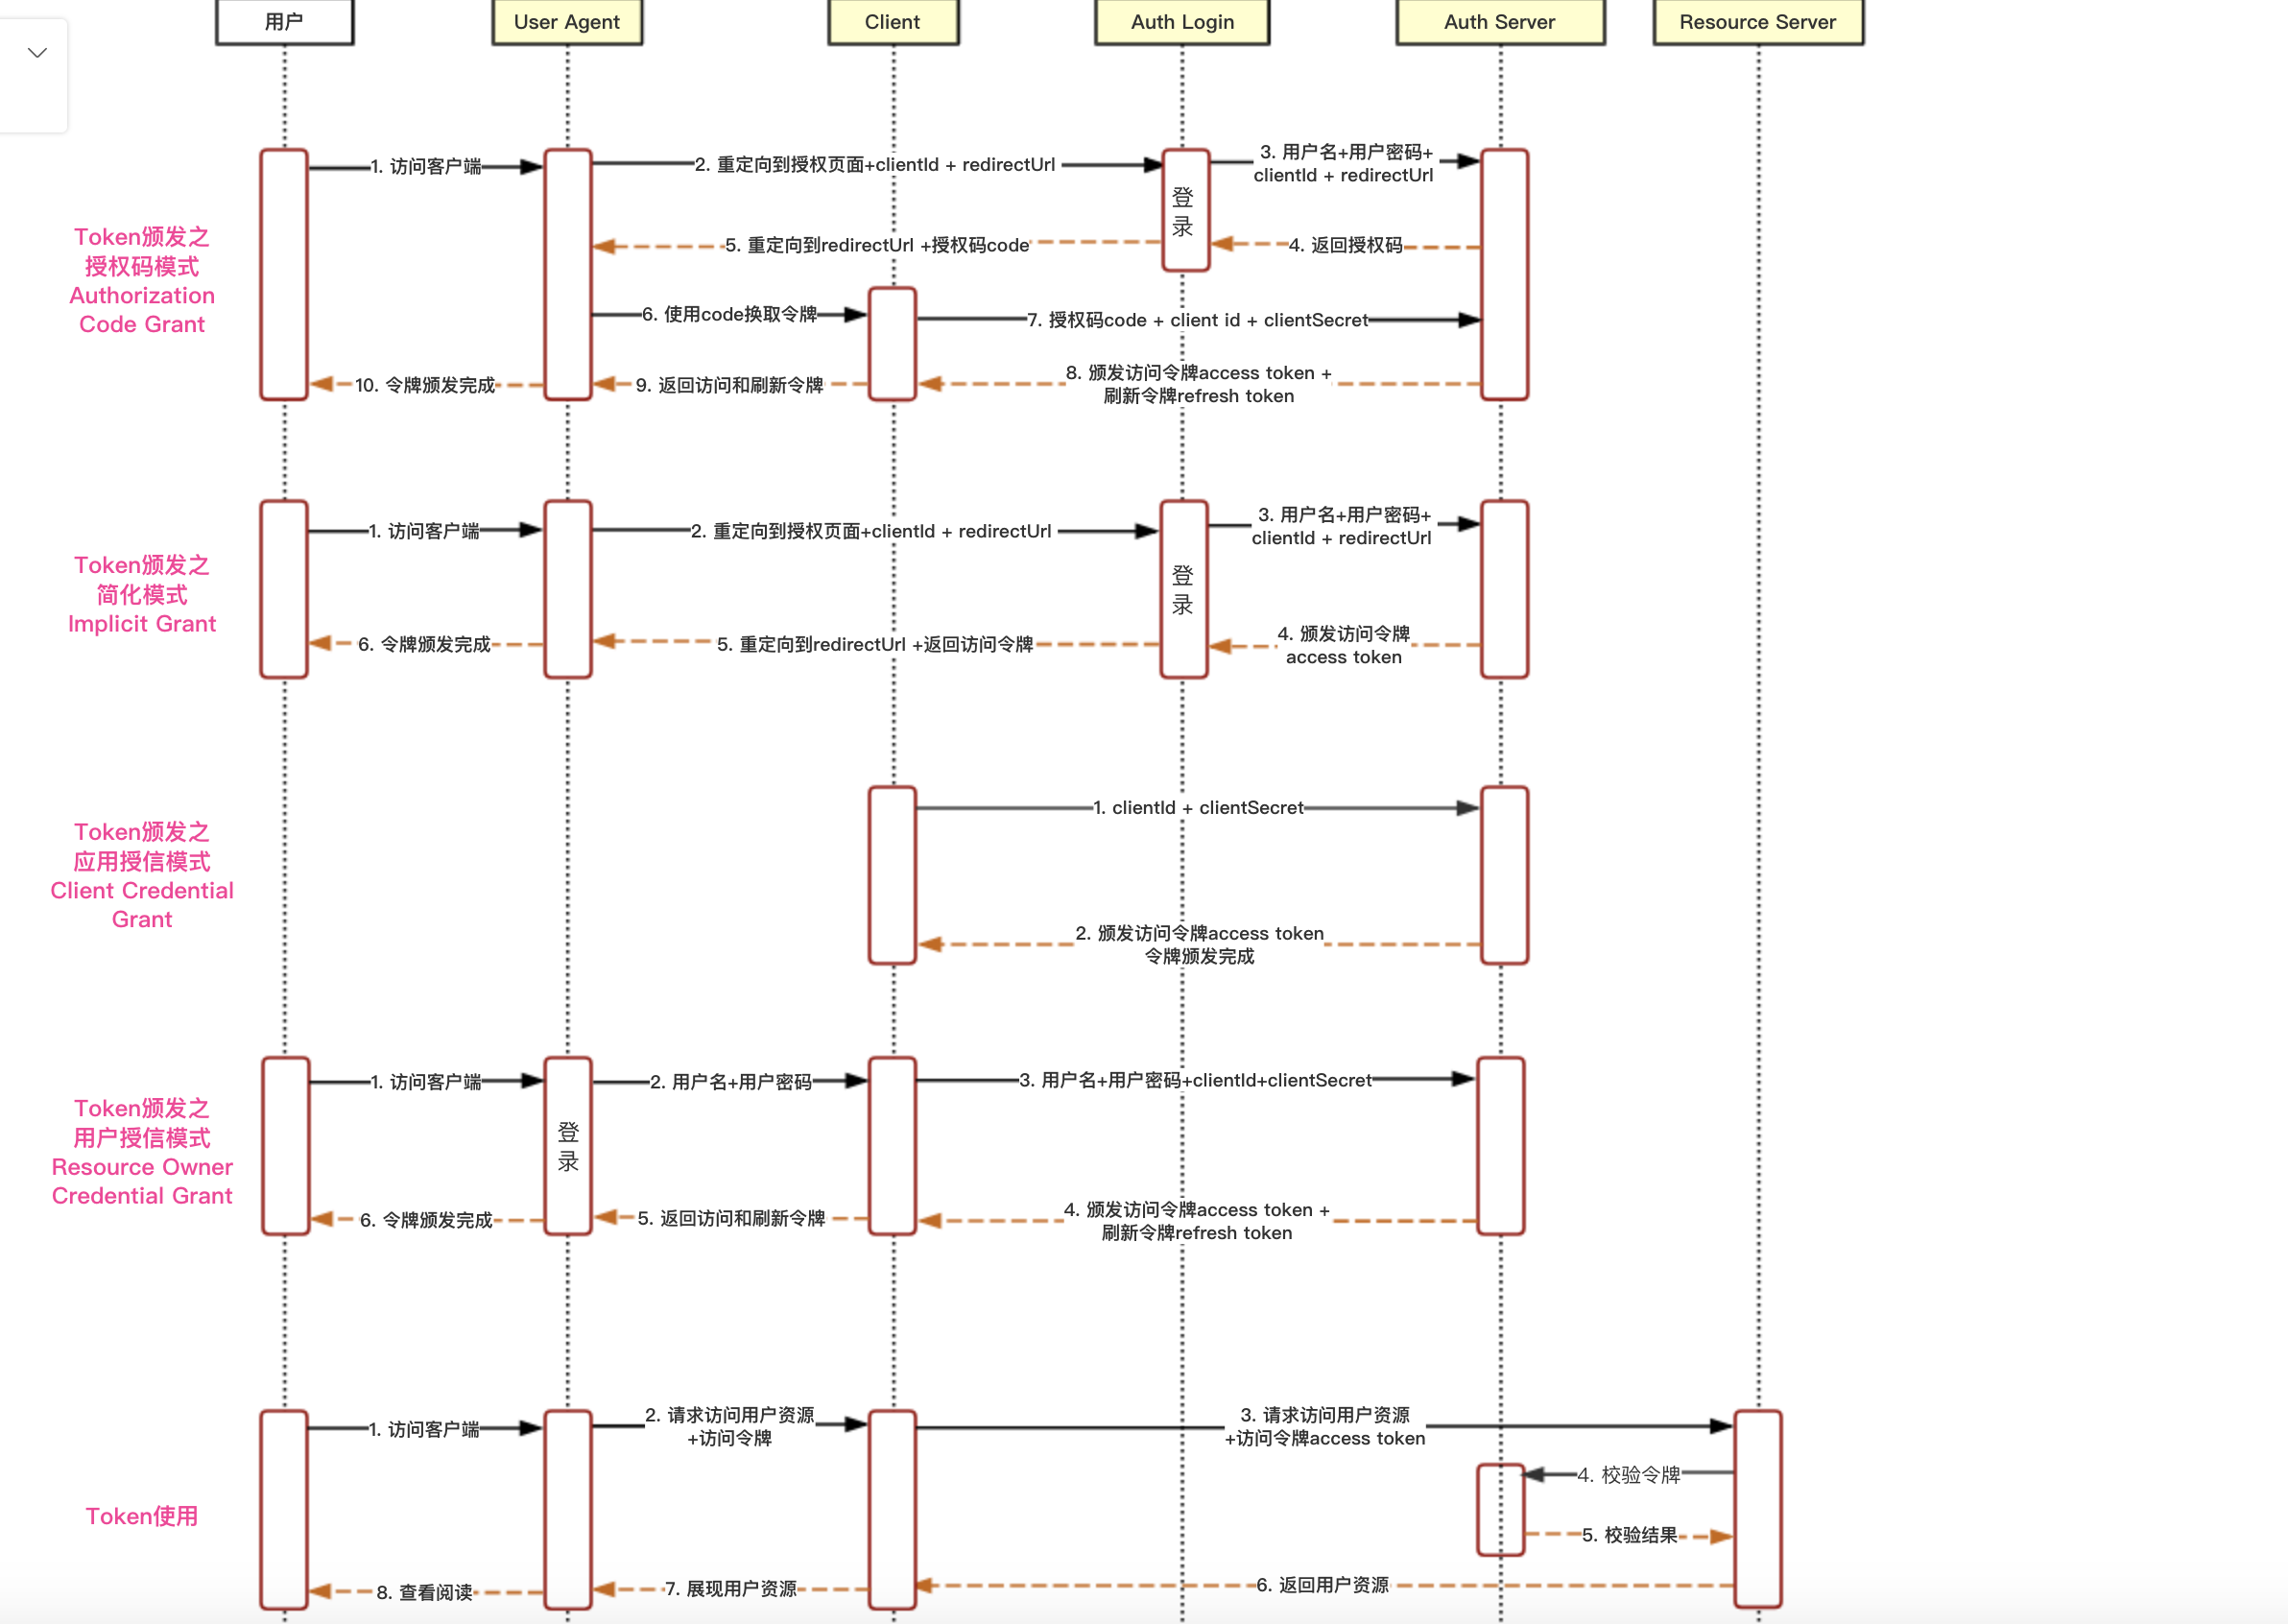 用户
User Agent
Client
Auth Login
Auth Server
Resource Server
Token颁发之
授权码模式
Authorization
Code Grant
1. 访问客户端
2. 重定向到授权页面+clientId + redirectUrl
登
录
3. 用户名+用户密码+
clientId + redirectUrl
4. 返回授权码
5. 重定向到redirectUrl +授权码code
6. 使用code换取令牌
7. 授权码code + client id + clientSecret
8. 颁发访问令牌access token +
刷新令牌refresh token
9. 返回访问和刷新令牌
10. 令牌颁发完成
Token颁发之
简化模式
Implicit Grant
1. 访问客户端
2. 重定向到授权页面+clientId + redirectUrl
登
录
3. 用户名+用户密码+
clientId + redirectUrl
4. 颁发访问令牌
access token
5. 重定向到redirectUrl +返回访问令牌
6. 令牌颁发完成
Token颁发之
应用授信模式
Client Credential
Grant
1. clientId + clientSecret
2. 颁发访问令牌access token
令牌颁发完成
Token颁发之
用户授信模式
Resource Owner
Credential Grant
1. 访问客户端
登
录
2. 用户名+用户密码
3. 用户名+用户密码+clientId+clientSecret
4. 颁发访问令牌access token +
刷新令牌refresh token
5. 返回访问和刷新令牌
6. 令牌颁发完成
Token使用
1. 访问客户端
2. 请求访问用户资源
+访问令牌
3. 请求访问用户资源
+访问令牌access token
4. 校验令牌
5. 校验结果
6. 返回用户资源
7. 展现用户资源
8. 查看阅读